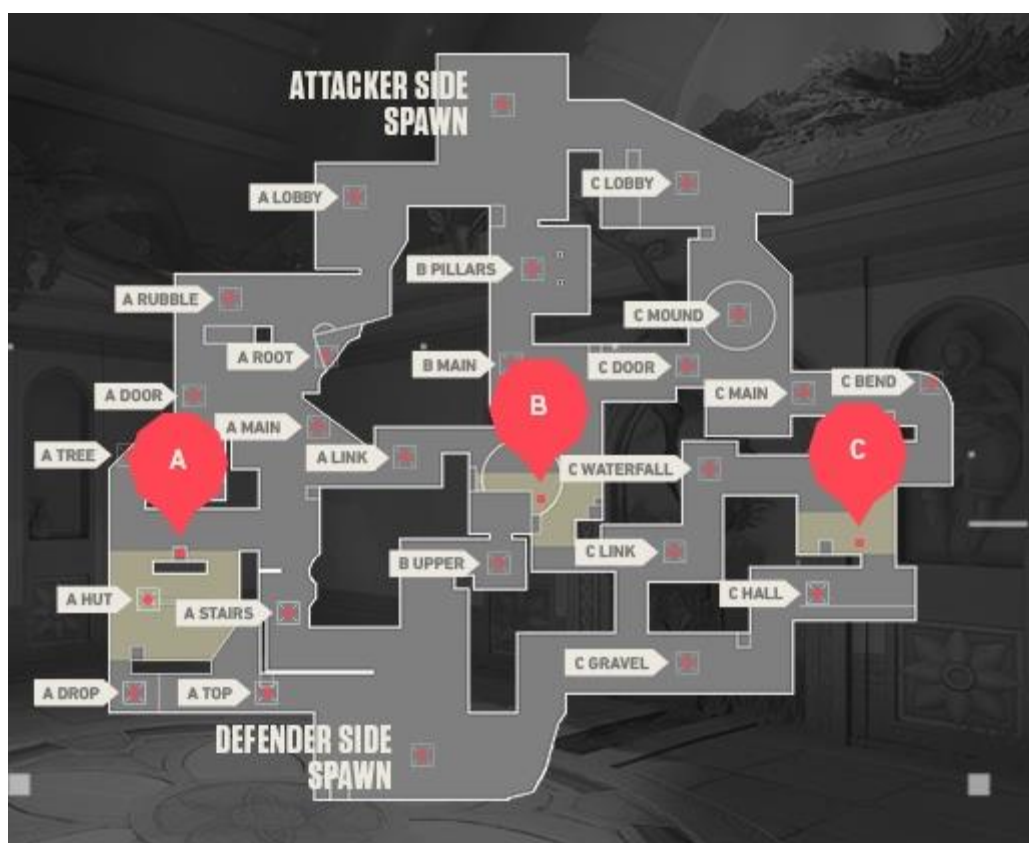 ATTACKER SIDE
SPAWN
A LOBBY
C LOBBY
B PILLARS
A RUBBLE
C MOUND
A ROOT
B MAIN
C DOOR
A DOOR
C MAIN
C BEND
B
A MAIN
A TREE
A
A LINK
C WATERFALL
C
B UPPER
C LINK
A HUT
A STAIRS
C HALL
C GRAVEL
A DROP
A TOP
DEFENDER SIDE
SPAWN